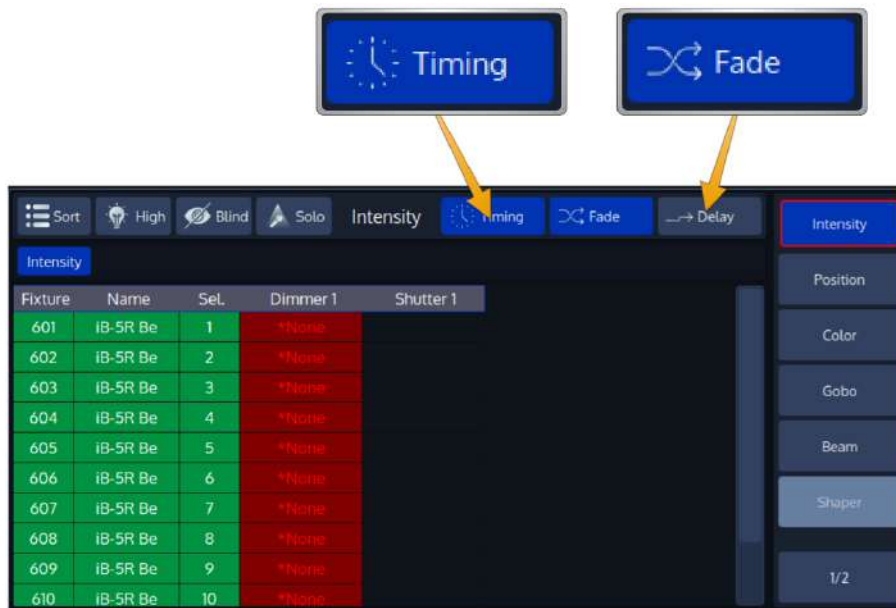 Timing
Fade
Sort High Blind Solo Intensity Timing Fade Delay
Intensity
Fixture Name Sel. Dimmer 1 Shutter 1
601 iB-5R Be 1 *None
602 iB-5R Be 2 *None
603 iB-5R Be 3 *None
604 iB-5R Be 4 *None
605 iB-5R Be 5 *None
606 iB-5R Be 6 *None
607 iB-5R Be 7 *None
608 iB-5R Be 8 *None
609 iB-5R Be 9 *None
610 iB-5R Be 10 *None
Intensity
Position
Color
Gobo
Beam
Shaper
1/2